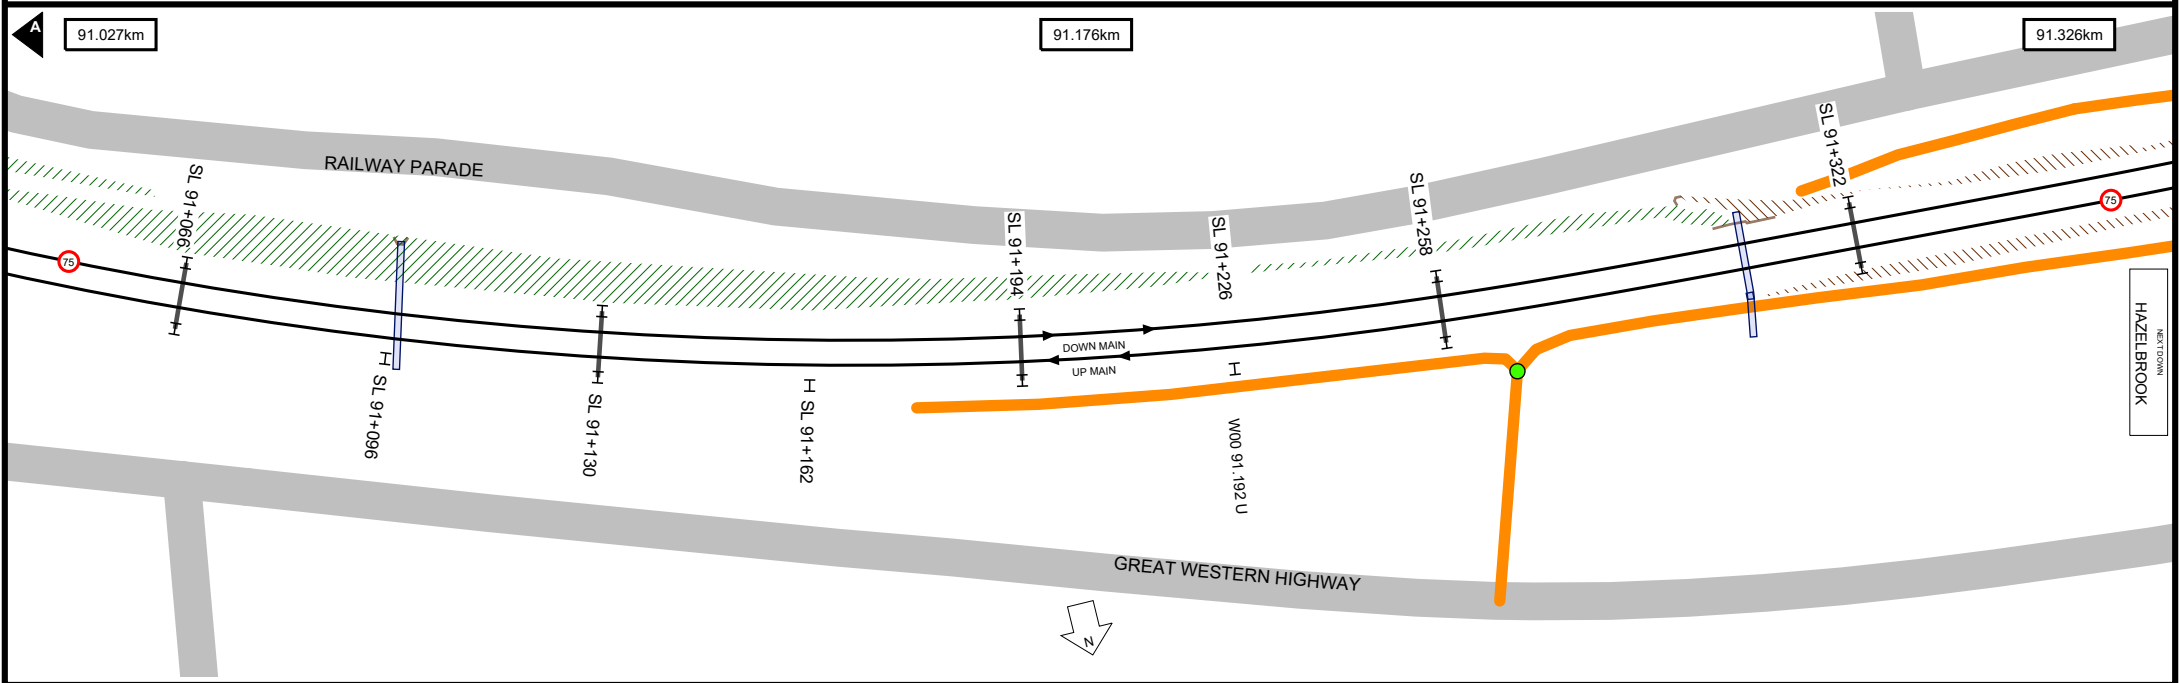 A
91.027km
91.176km
91.326km
RAILWAY PARADE
SL 91+066
SL 91+194
SL 91+226
SL 91+258
SL 91+322
75
75
DOWN MAIN
UP MAIN
SL 91+096
SL 91+130
SL 91+162
W00 91.192 U
NEXT DOWN
HAZELBROOK
GREAT WESTERN HIGHWAY
N